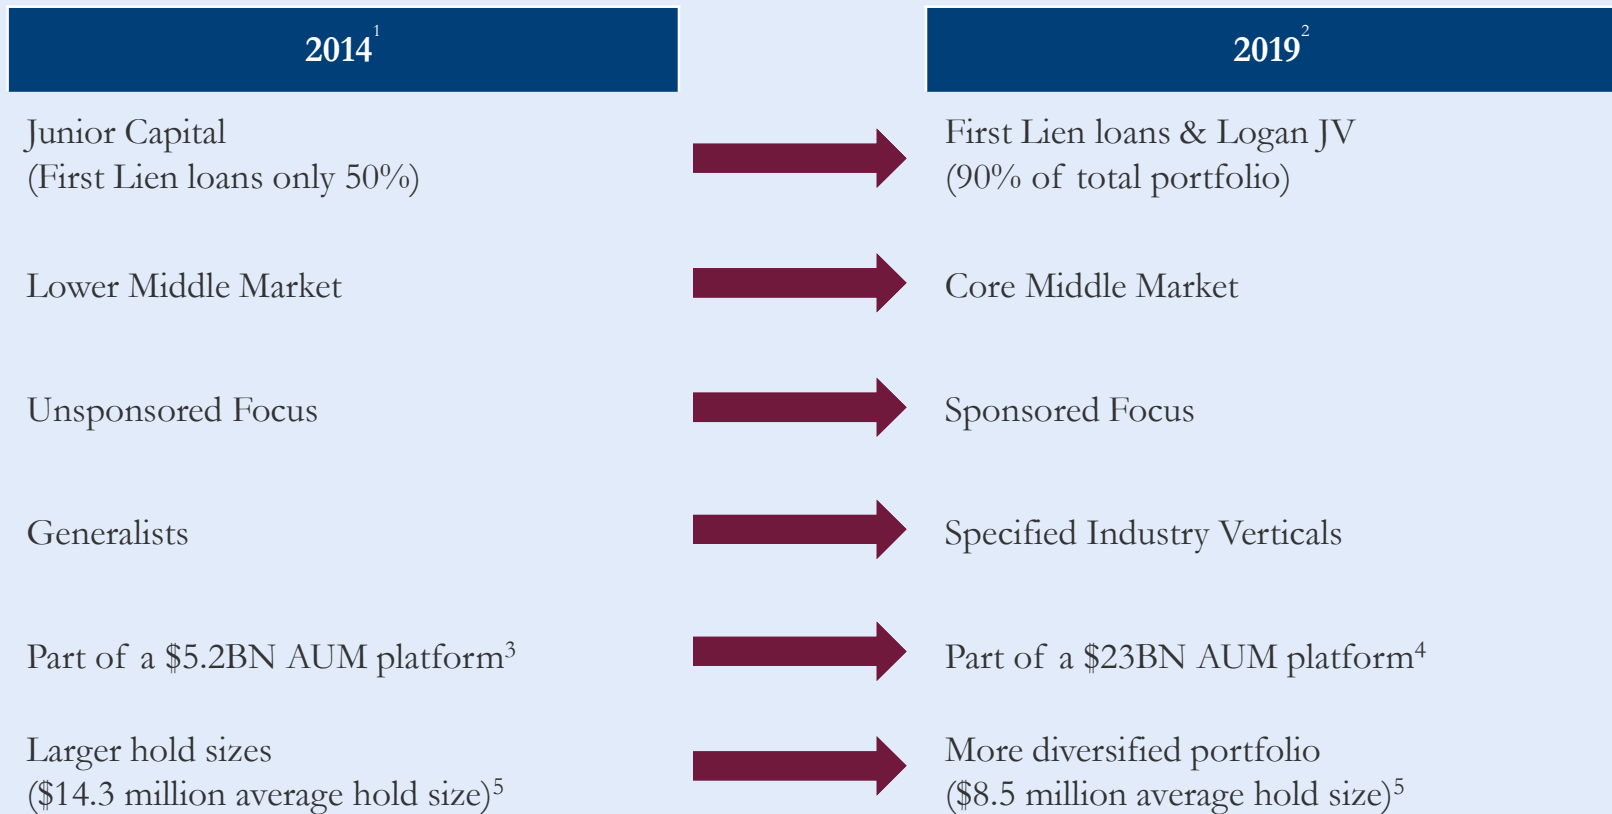 2014¹
2019²
Junior Capital
(First Lien loans only 50%)
First Lien loans & Logan JV
(90% of total portfolio)
Lower Middle Market
Core Middle Market
Unsponsored Focus
Sponsored Focus
Generalists
Specified Industry Verticals
Part of a $5.2BN AUM platform³
Part of a $23BN AUM platform⁴
Larger hold sizes
($14.3 million average hold size)⁵
More diversified portfolio
($8.5 million average hold size)⁵